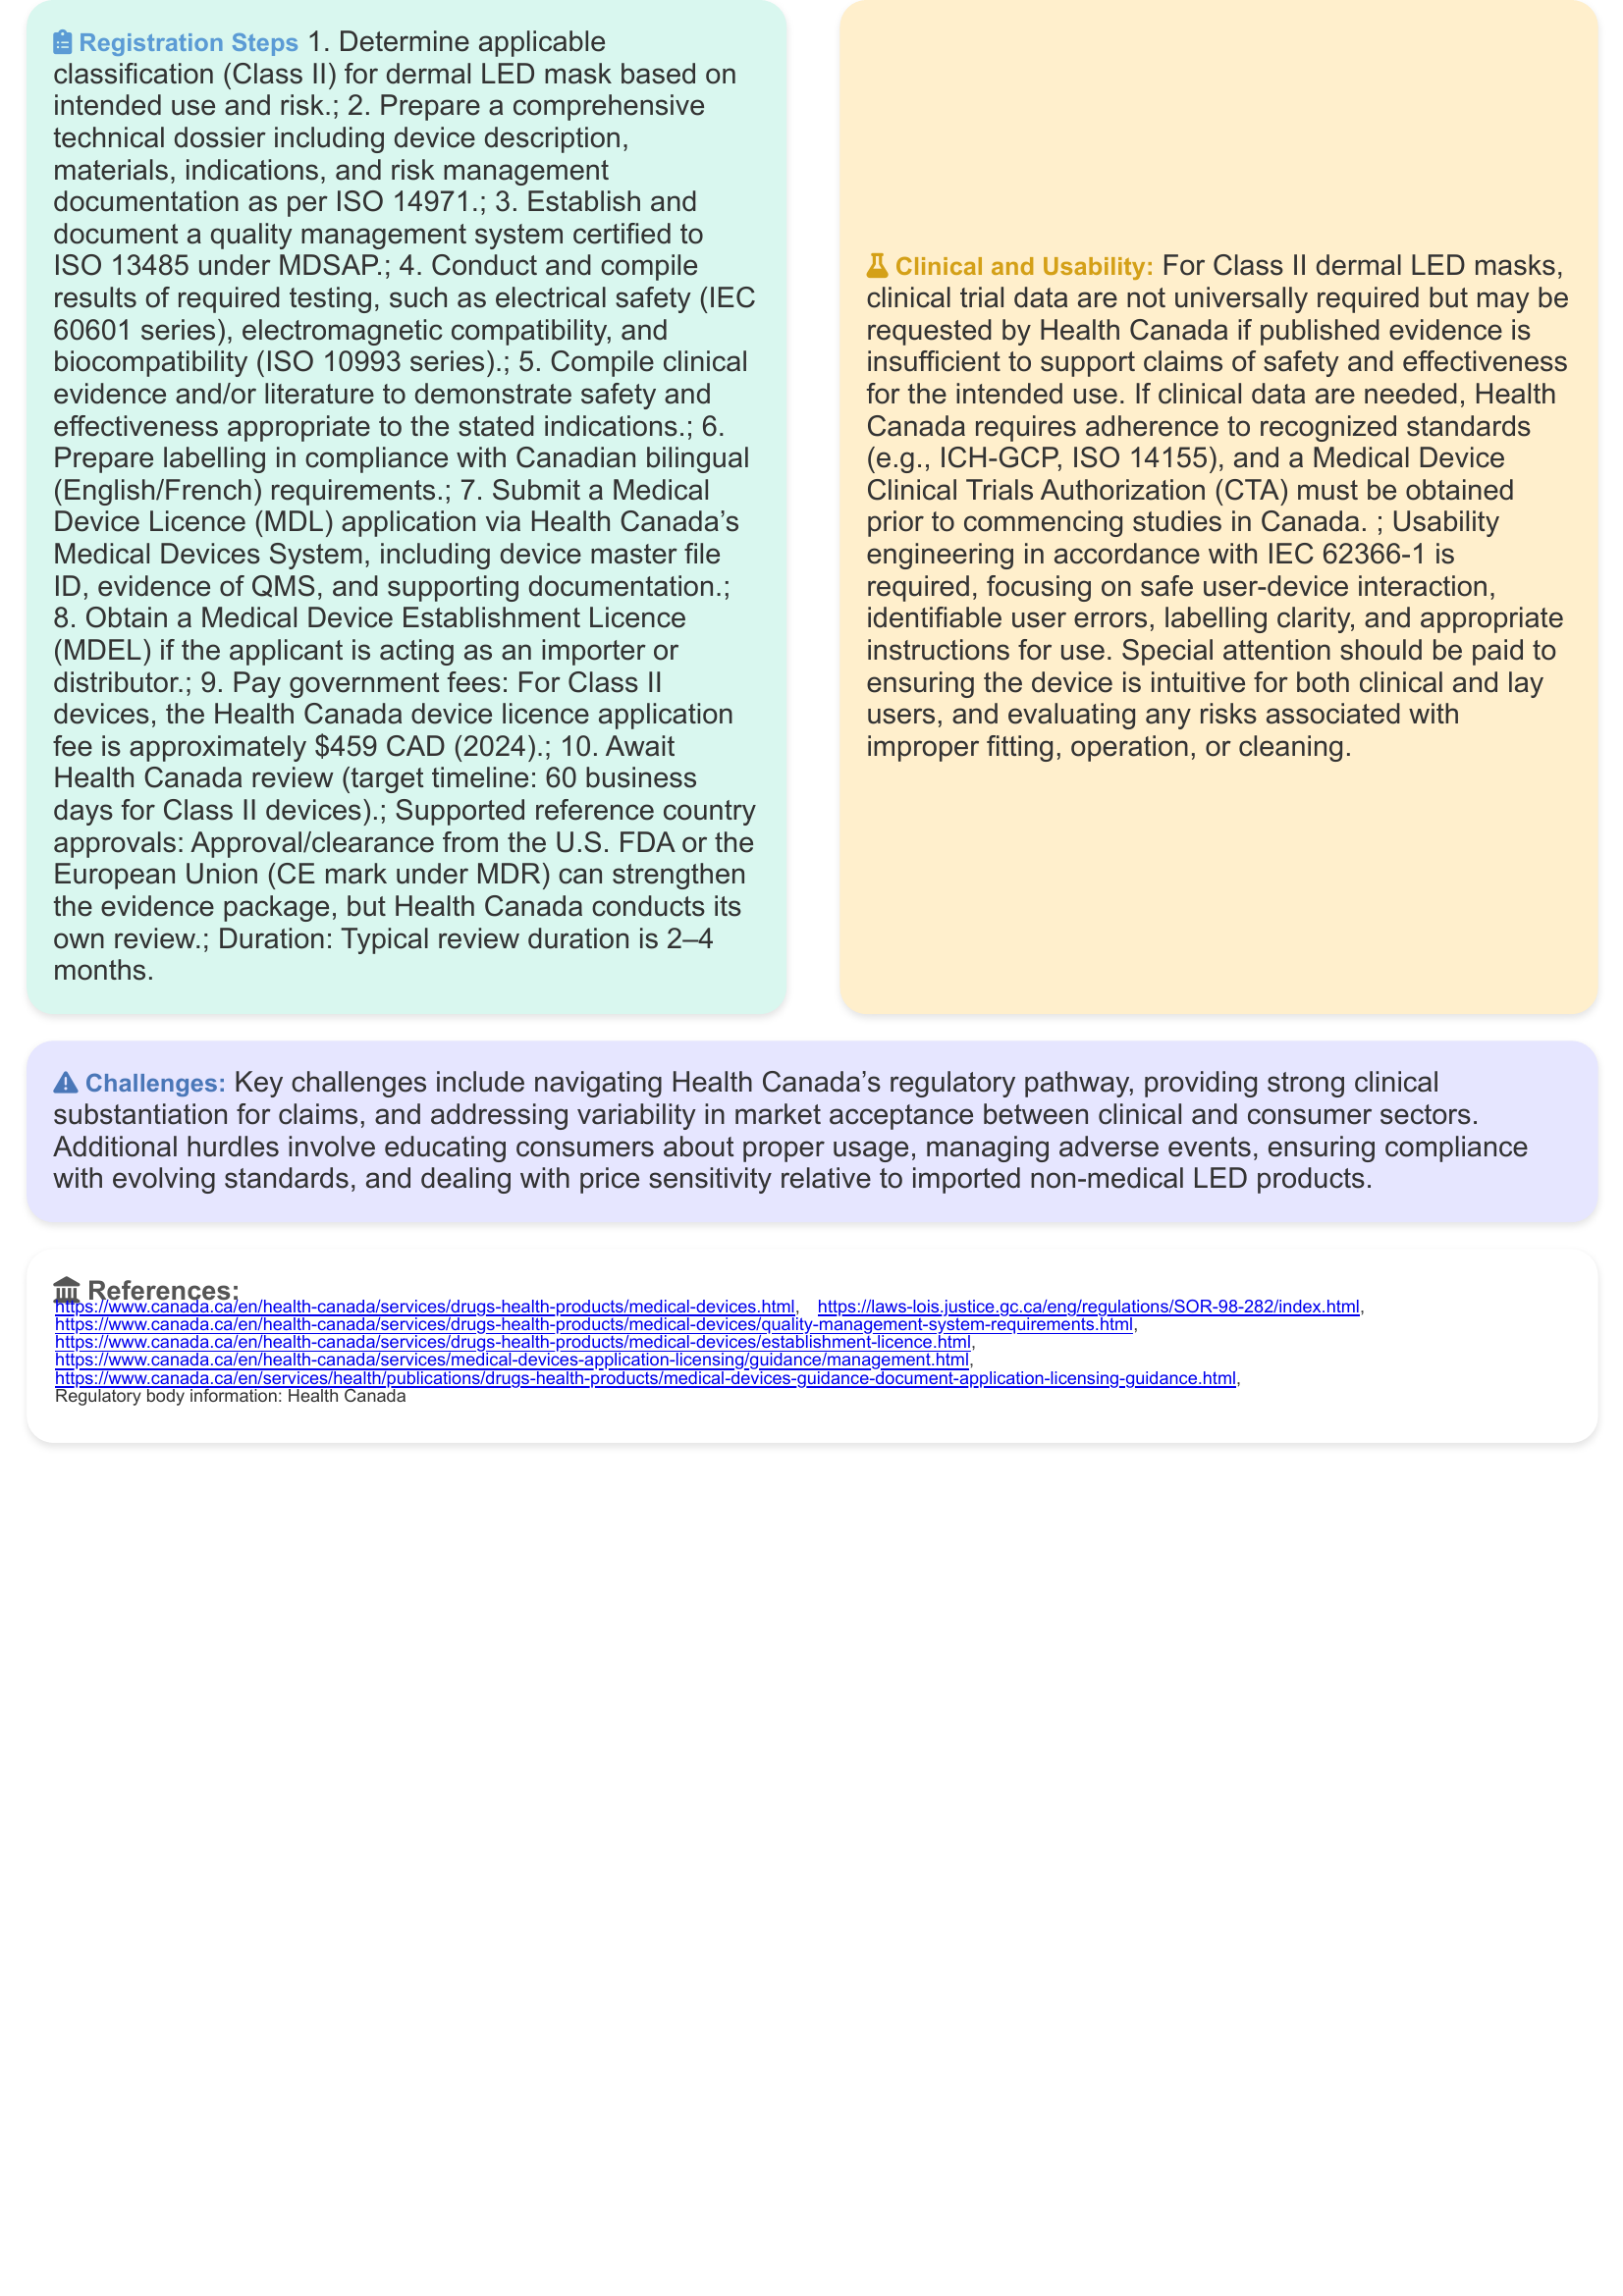 Registration Steps 1. Determine applicable
classification (Class II) for dermal LED mask based on
intended use and risk.; 2. Prepare a comprehensive
technical dossier including device description,
materials, indications, and risk management
documentation as per ISO 14971.; 3. Establish and
document a quality management system certified to
ISO 13485 under MDSAP.; 4. Conduct and compile
results of required testing, such as electrical safety (IEC
60601 series), electromagnetic compatibility, and
biocompatibility (ISO 10993 series).; 5. Compile clinical
evidence and/or literature to demonstrate safety and
effectiveness appropriate to the stated indications.; 6.
Prepare labelling in compliance with Canadian bilingual
(English/French) requirements.; 7. Submit a Medical
Device Licence (MDL) application via Health Canada’s
Medical Devices System, including device master file
ID, evidence of QMS, and supporting documentation.;
8. Obtain a Medical Device Establishment Licence
(MDEL) if the applicant is acting as an importer or
distributor.; 9. Pay government fees: For Class II
devices, the Health Canada device licence application
fee is approximately $459 CAD (2024).; 10. Await
Health Canada review (target timeline: 60 business
days for Class II devices).; Supported reference country
approvals: Approval/clearance from the U.S. FDA or the
European Union (CE mark under MDR) can strengthen
the evidence package, but Health Canada conducts its
own review.; Duration: Typical review duration is 2–4
months.
Clinical and Usability: For Class II dermal LED masks,
clinical trial data are not universally required but may be
requested by Health Canada if published evidence is
insufficient to support claims of safety and effectiveness
for the intended use. If clinical data are needed, Health
Canada requires adherence to recognized standards
(e.g., ICH-GCP, ISO 14155), and a Medical Device
Clinical Trials Authorization (CTA) must be obtained
prior to commencing studies in Canada. ; Usability
engineering in accordance with IEC 62366-1 is
required, focusing on safe user-device interaction,
identifiable user errors, labelling clarity, and appropriate
instructions for use. Special attention should be paid to
ensuring the device is intuitive for both clinical and lay
users, and evaluating any risks associated with
improper fitting, operation, or cleaning.
Challenges: Key challenges include navigating Health Canada’s regulatory pathway, providing strong clinical
substantiation for claims, and addressing variability in market acceptance between clinical and consumer sectors.
Additional hurdles involve educating consumers about proper usage, managing adverse events, ensuring compliance
with evolving standards, and dealing with price sensitivity relative to imported non-medical LED products.
References:
https://www.canada.ca/en/health-canada/services/drugs-health-products/medical-devices.html, https://laws-lois.justice.gc.ca/eng/regulations/SOR-98-282/index.html,
https://www.canada.ca/en/health-canada/services/drugs-health-products/medical-devices/quality-management-system-requirements.html,
https://www.canada.ca/en/health-canada/services/drugs-health-products/medical-devices/establishment-licence.html,
https://www.canada.ca/en/health-canada/services/medical-devices-application-licensing/guidance/management.html,
https://www.canada.ca/en/services/health/publications/drugs-health-products/medical-devices-guidance-document-application-licensing-guidance.html,
Regulatory body information: Health Canada